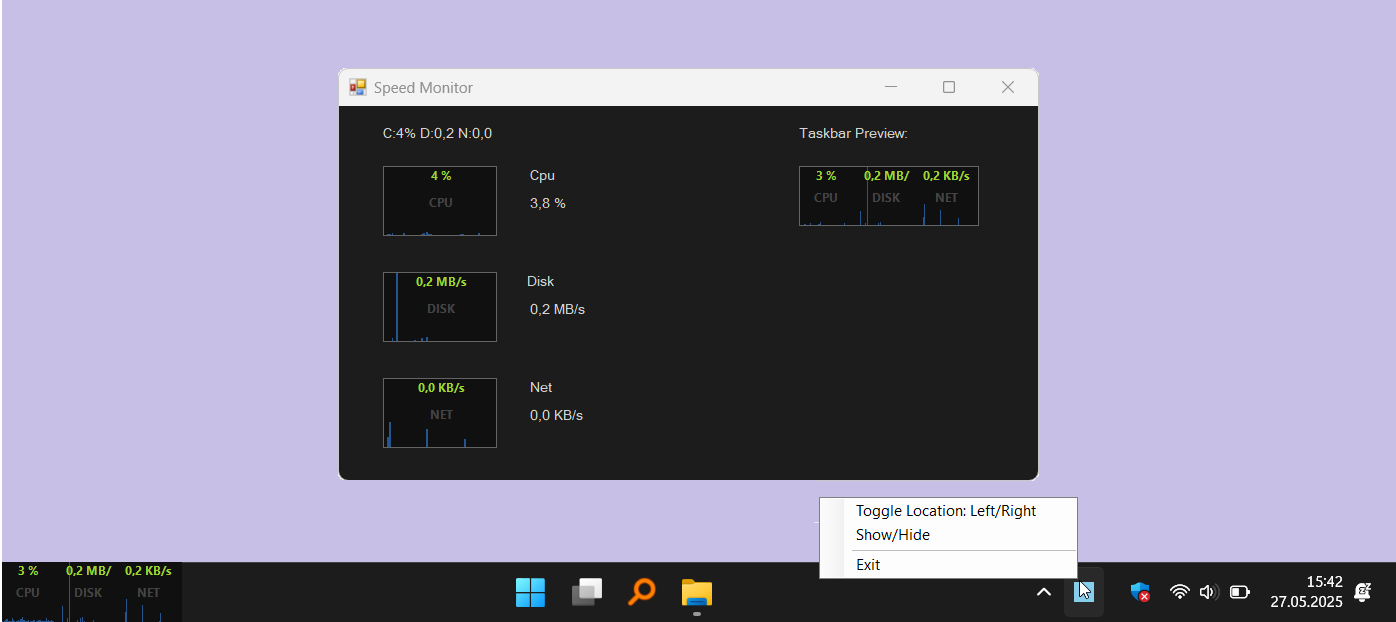 Speed Monitor
C:4% D:0,2 N:0,0
Taskbar Preview:
4 %
CPU
Cpu
3,8 %
3 % 0,2 MB/ 0,2 KB/s
CPU DISK NET
0,2 MB/s
DISK
Disk
0,2 MB/s
0,0 KB/s
NET
Net
0,0 KB/s
Toggle Location: Left/Right
Show/Hide
Exit
3 % 0,2 MB/ 0,2 KB/s
CPU DISK NET
15:42
27.05.2025